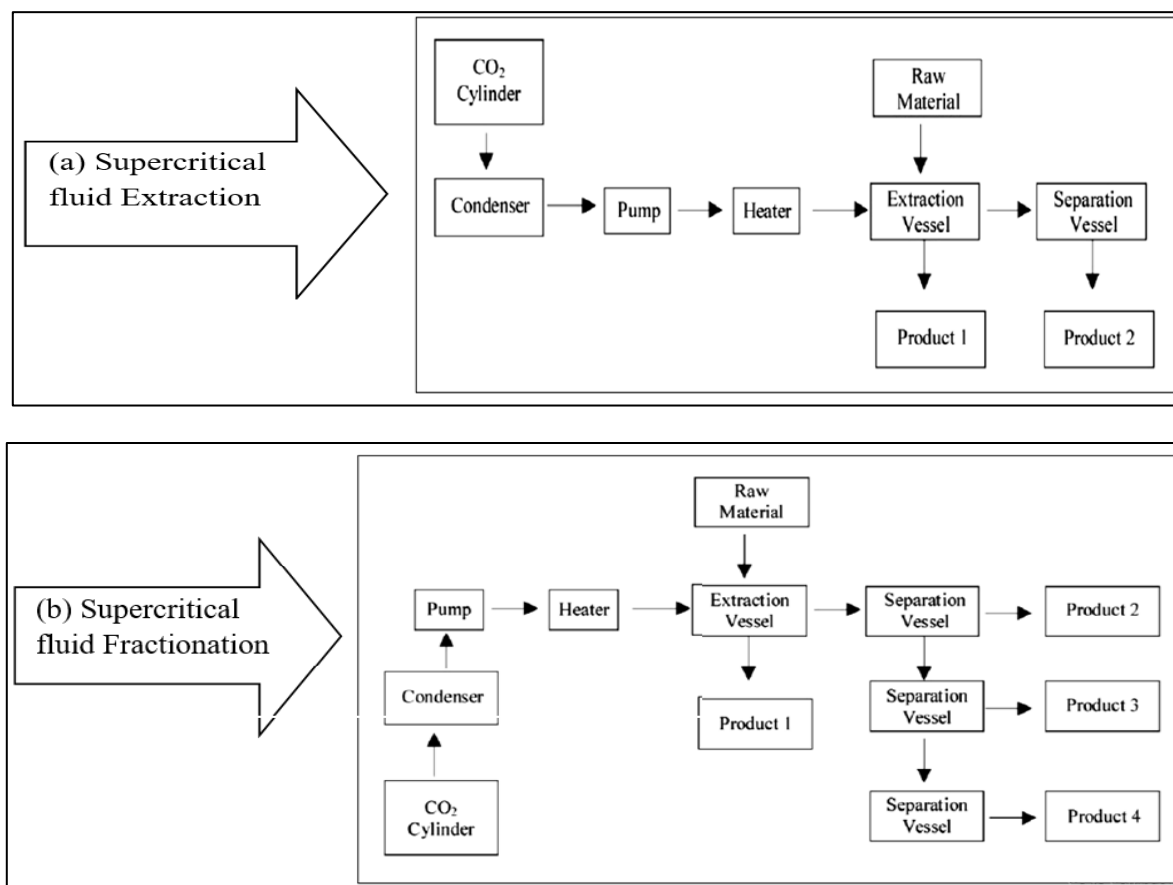 (a) Supercritical
fluid Extraction
CO₂
Cylinder
Condenser
Pump
Heater
Raw
Material
Extraction
Vessel
Separation
Vessel
Product 1
Product 2
(b) Supercritical
fluid Fractionation
CO₂
Cylinder
Condenser
Pump
Heater
Raw
Material
Extraction
Vessel
Product 1
Separation
Vessel
Product 2
Separation
Vessel
Product 3
Separation
Vessel
Product 4